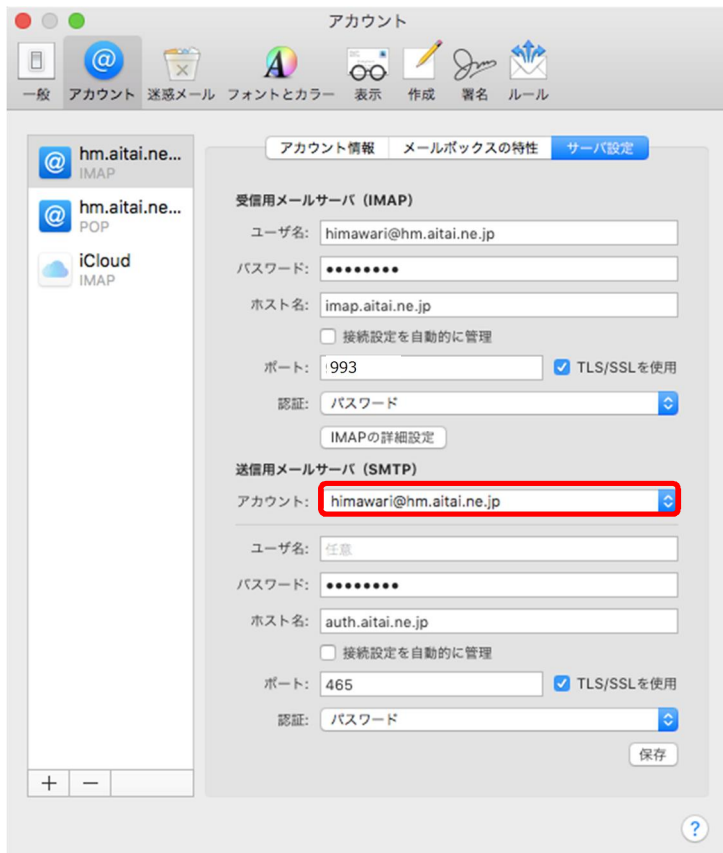 アカウント
一般 アカウント 迷惑メール フォントとカラー 表示 作成 署名 ルール
hm.aitai.ne...
IMAP
hm.aitai.ne...
POP
iCloud
IMAP
アカウント情報 メールボックスの特性 サーバ設定
受信用メールサーバ（IMAP）
ユーザ名: himawari@hm.aitai.ne.jp
パスワード: ●●●●●●●●
ホスト名: imap.aitai.ne.jp
接続設定を自動的に管理
ポート: 993 TLS/SSLを使用
認証: パスワード
IMAPの詳細設定
送信用メールサーバ（SMTP）
アカウント: himawari@hm.aitai.ne.jp
ユーザ名: 任意
パスワード: ●●●●●●●●
ホスト名: auth.aitai.ne.jp
接続設定を自動的に管理
ポート: 465 TLS/SSLを使用
認証: パスワード
保存
+ −
?